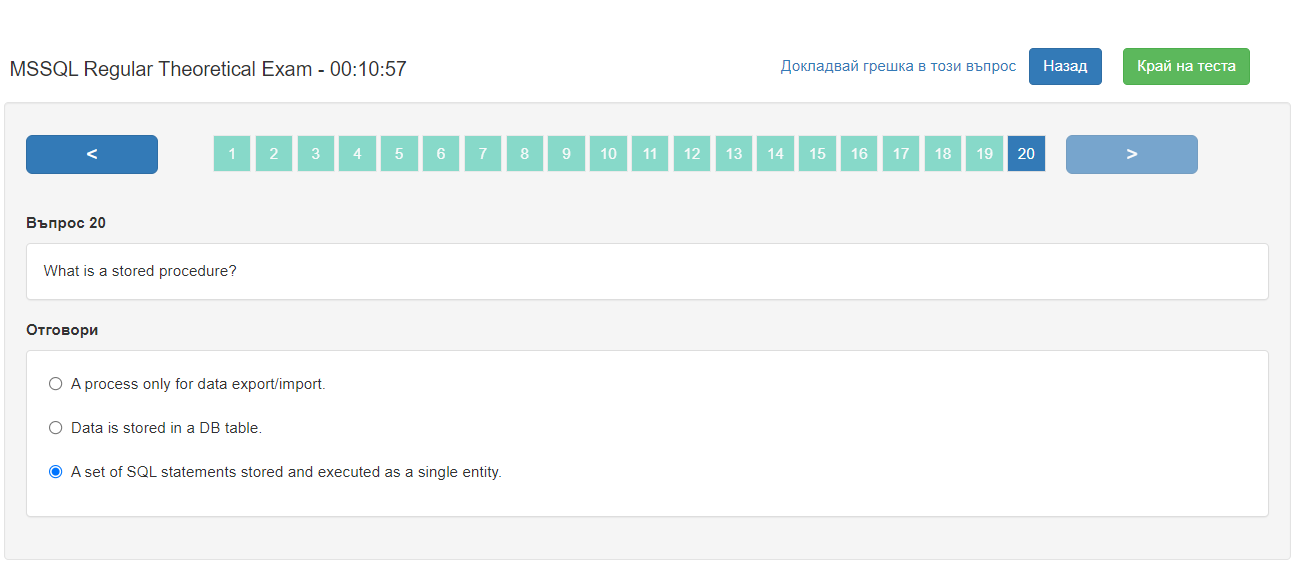 MSSQL Regular Theoretical Exam - 00:10:57 Докладвай грешка в този въпрос Назад Край на теста
< 1 2 3 4 5 6 7 8 9 10 11 12 13 14 15 16 17 18 19 20 >
Въпрос 20
What is a stored procedure?
Отговори
A process only for data export/import.
Data is stored in a DB table.
A set of SQL statements stored and executed as a single entity.